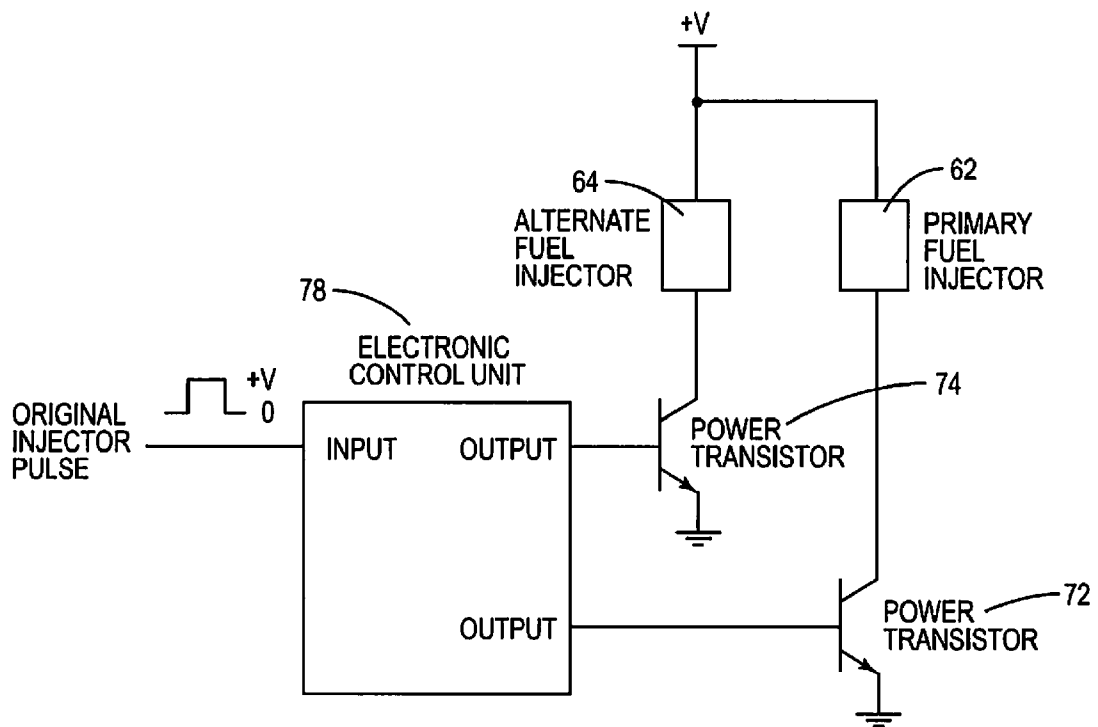 +V
64
62
ALTERNATE
FUEL
INJECTOR
PRIMARY
FUEL
INJECTOR
78
ELECTRONIC
CONTROL UNIT
+V
0
ORIGINAL
INJECTOR
PULSE
INPUT
OUTPUT
74
POWER
TRANSISTOR
OUTPUT
72
POWER
TRANSISTOR